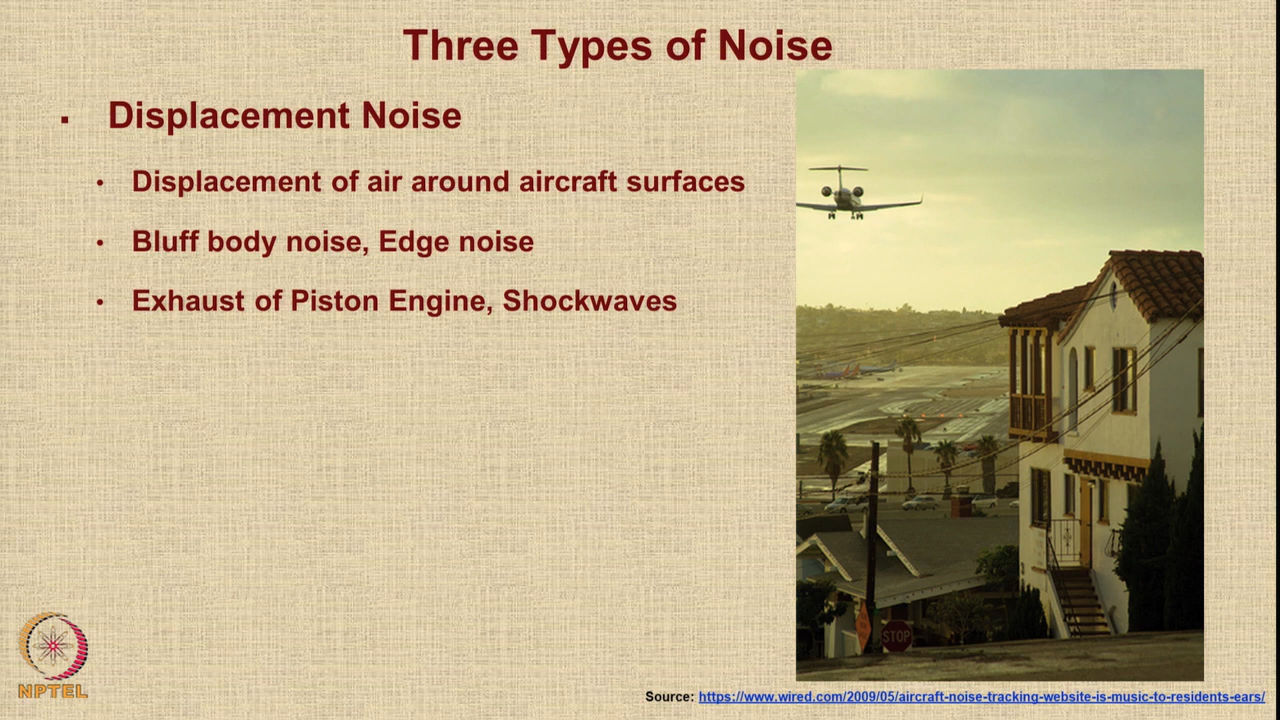 Three Types of Noise
▪ Displacement Noise
• Displacement of air around aircraft surfaces
• Bluff body noise, Edge noise
• Exhaust of Piston Engine, Shockwaves
STOP
NPTEL
Source: https://www.wired.com/2009/05/aircraft-noise-tracking-website-is-music-to-residents-ears/